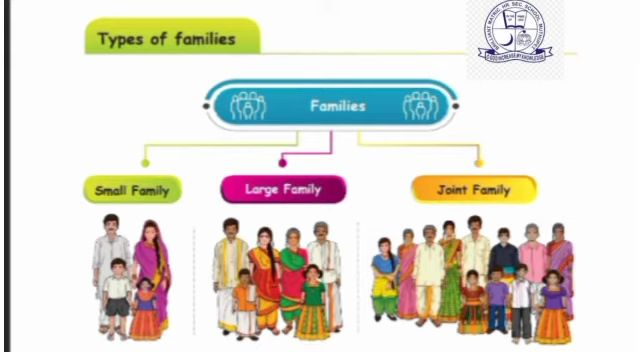 Types of families
Families
Small Family
Large Family
Joint Family